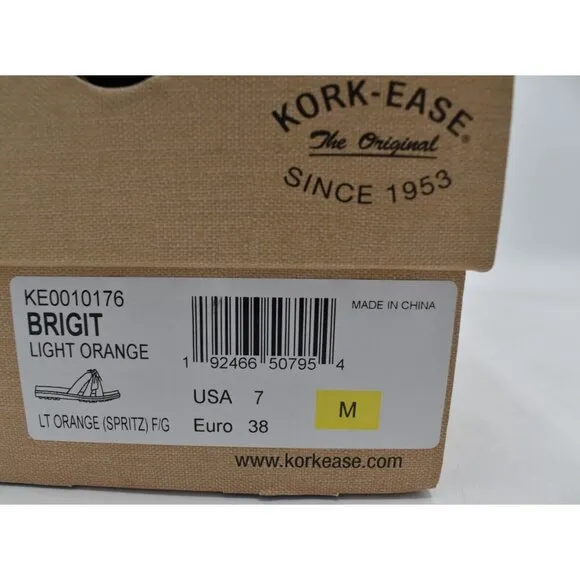 KORK-EASE®
The Original
SINCE 1953
KE0010176
BRIGIT
LIGHT ORANGE
LT ORANGE (SPRITZ) F/G
1 92466 50795 4
MADE IN CHINA
USA 7
Euro 38
M
www.korkease.com